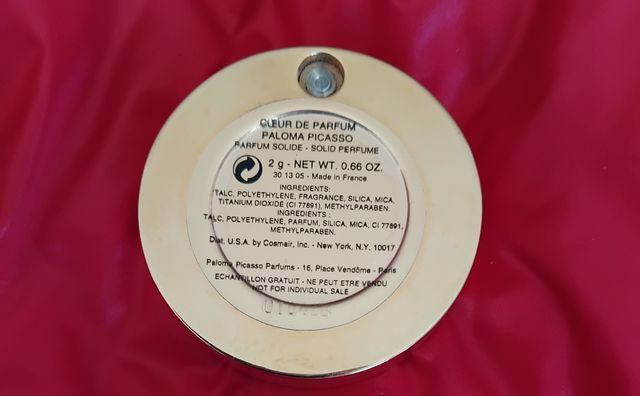 CŒUR DE PARFUM
PALOMA PICASSO
PARFUM SOLIDE - SOLID PERFUME
2 g - NET WT. 0.66 OZ.
30 13 05 - Made in France
INGREDIENTS:
TALC, POLYETHYLENE, FRAGRANCE, SILICA, MICA,
TITANIUM DIOXIDE (CI 77891), METHYLPARABEN.
INGREDIENTS :
TALC, POLYETHYLENE, PARFUM, SILICA, MICA, CI 77891,
METHYLPARABEN.
Dist. U.S.A. by Cosmair, Inc. - New York, N.Y. 10017
Paloma Picasso Parfums - 16, Place Vendôme - Paris
ECHANTILLON GRATUIT - NE PEUT ETRE VENDU
NOT FOR INDIVIDUAL SALE